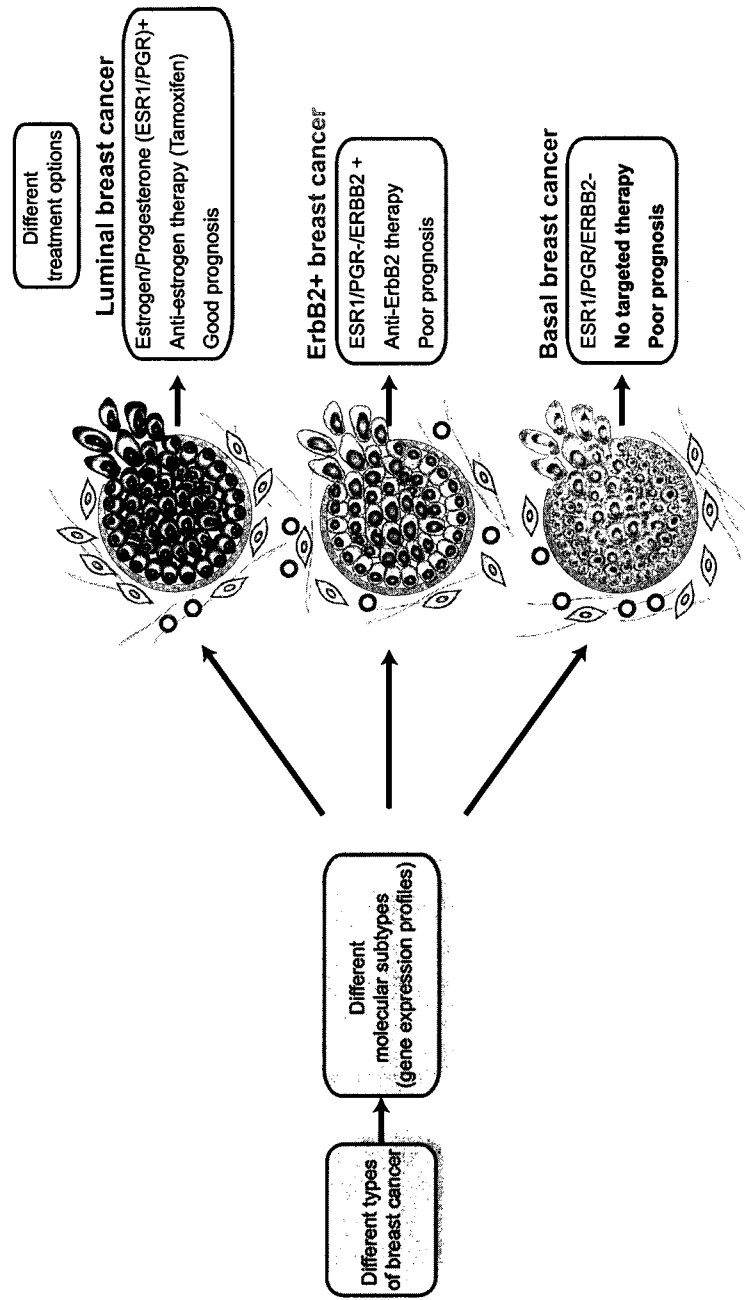 Different types
of breast cancer
Different
molecular subtypes
(gene expression profiles)
Different
treatment options
Luminal breast cancer
Estrogen/Progesterone (ESR1/PGR)+
Anti-estrogen therapy (Tamoxifen)
Good prognosis
ErbB2+ breast cancer
ESR1/PGR-/ERBB2 +
Anti-ErbB2 therapy
Poor prognosis
Basal breast cancer
ESR1/PGR/ERBB2-
No targeted therapy
Poor prognosis